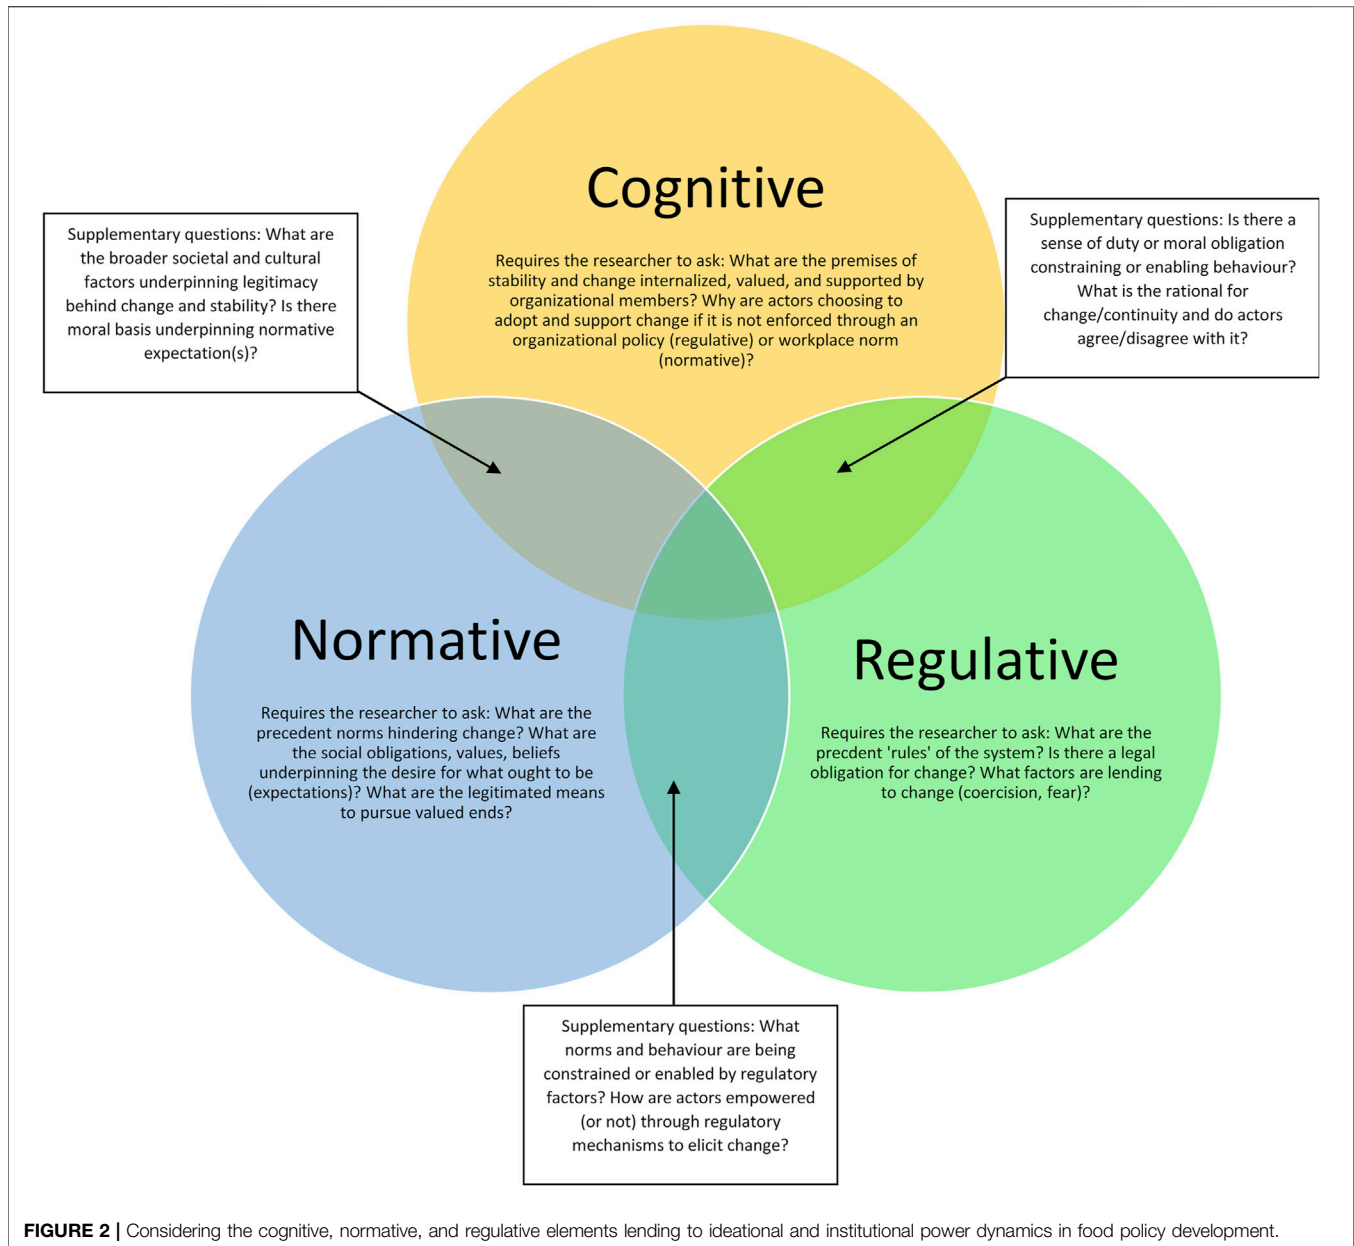 Cognitive
Requires the researcher to ask: What are the premises of
stability and change internalized, valued, and supported by
organizational members? Why are actors choosing to
adopt and support change if it is not enforced through an
organizational policy (regulative) or workplace norm
(normative)?
Supplementary questions: What are
the broader societal and cultural
factors underpinning legitimacy
behind change and stability? Is there
moral basis underpinning normative
expectation(s)?
Supplementary questions: Is there a
sense of duty or moral obligation
constraining or enabling behaviour?
What is the rational for
change/continuity and do actors
agree/disagree with it?
Normative
Requires the researcher to ask: What are the
precedent norms hindering change? What are
the social obligations, values, beliefs
underpinning the desire for what ought to be
(expectations)? What are the legitimated means
to pursue valued ends?
Regulative
Requires the researcher to ask: What are the
precdent 'rules' of the system? Is there a legal
obligation for change? What factors are lending
to change (coercision, fear)?
Supplementary questions: What
norms and behaviour are being
constrained or enabled by regulatory
factors? How are actors empowered
(or not) through regulatory
mechanisms to elicit change?
FIGURE 2 | Considering the cognitive, normative, and regulative elements lending to ideational and institutional power dynamics in food policy development.